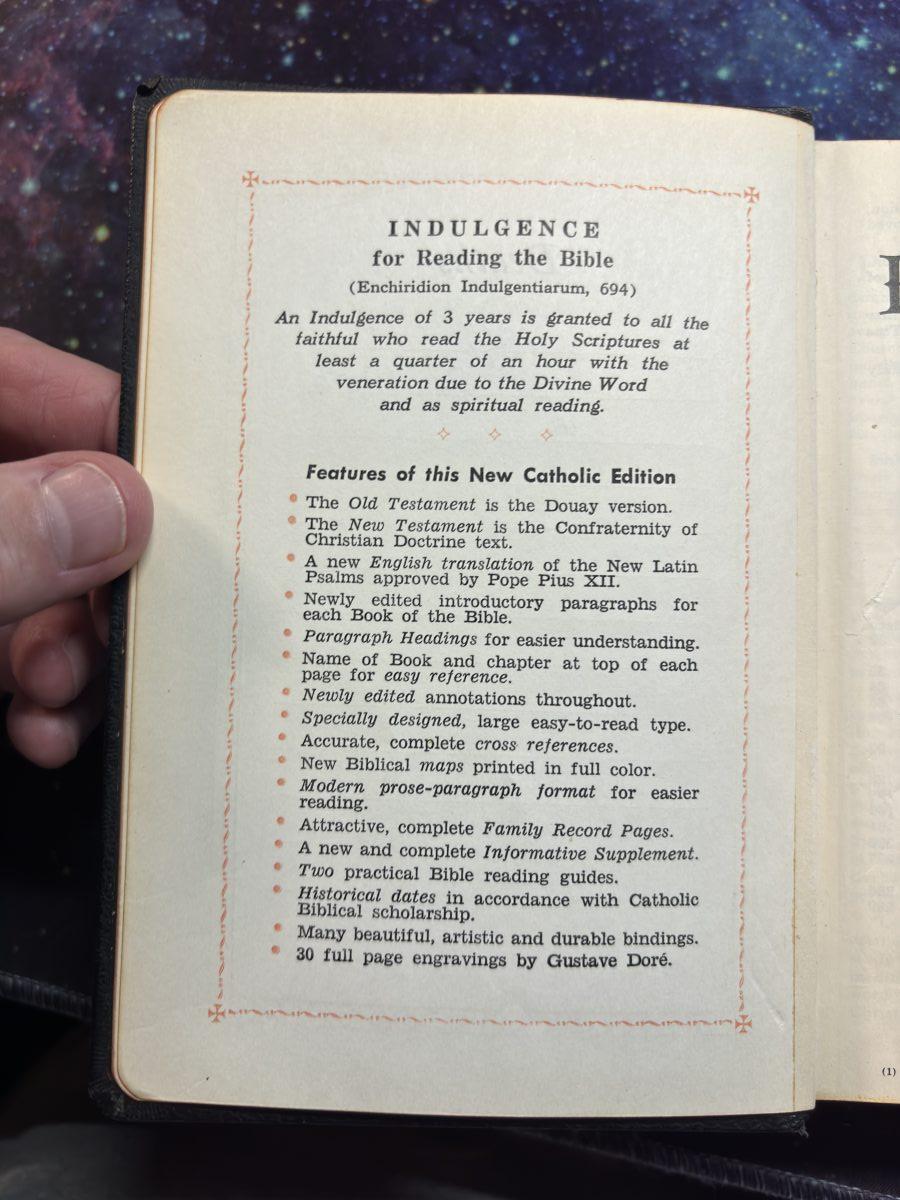 INDULGENCE
for Reading the Bible
(Enchiridion Indulgentiarum, 694)
An Indulgence of 3 years is granted to all the
faithful who read the Holy Scriptures at
least a quarter of an hour with the
veneration due to the Divine Word
and as spiritual reading.
Features of this New Catholic Edition
The Old Testament is the Douay version.
The New Testament is the Confraternity of
Christian Doctrine text.
A new English translation of the New Latin
Psalms approved by Pope Pius XII.
Newly edited introductory paragraphs for
each Book of the Bible.
Paragraph Headings for easier understanding.
Name of Book and chapter at top of each
page for easy reference.
Newly edited annotations throughout.
Specially designed, large easy-to-read type.
Accurate, complete cross references.
New Biblical maps printed in full color.
Modern prose-paragraph format for easier
reading.
Attractive, complete Family Record Pages.
A new and complete Informative Supplement.
Two practical Bible reading guides.
Historical dates in accordance with Catholic
Biblical scholarship.
Many beautiful, artistic and durable bindings.
30 full page engravings by Gustave Doré.
(1)